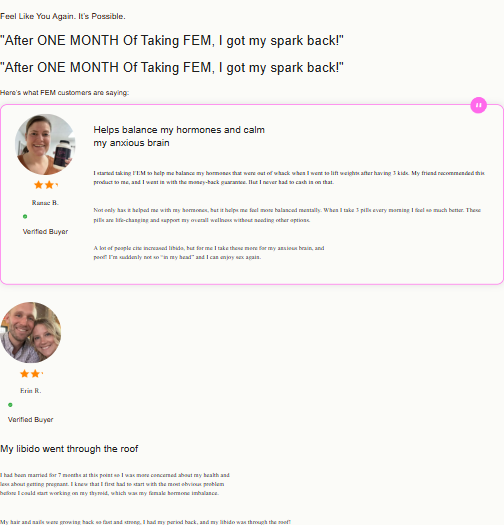 Feel Like You Again. It's Possible.
"After ONE MONTH Of Taking FEM, I got my spark back!"
"After ONE MONTH Of Taking FEM, I got my spark back!"
Here's what FEM customers are saying:
Helps balance my hormones and calm
my anxious brain
I started taking FEM to help me balance my hormones that were out of whack when I went to lift weights after having 3 kids. My friend recommended this
product to me, and I went in with the money-back guarantee. But I never had to cash in on that.
Ranae B.
Verified Buyer
Not only has it helped me with my hormones, but it helps me feel more balanced mentally. When I take 3 pills every morning I feel so much better. These
pills are life-changing and support my overall wellness without needing other options.
A lot of people cite increased libido, but for me I take these more for my anxious brain, and
poof! I'm suddenly not so "in my head" and I can enjoy sex again.
Erin R.
Verified Buyer
My libido went through the roof
I had been married for 7 months at this point so I was more concerned about my health and
less about getting pregnant. I knew that I first had to start with the most obvious problem
before I could start working on my thyroid, which was my female hormone imbalance.
My hair and nails were growing back so fast and strong, I had my period back, and my libido was through the roof!